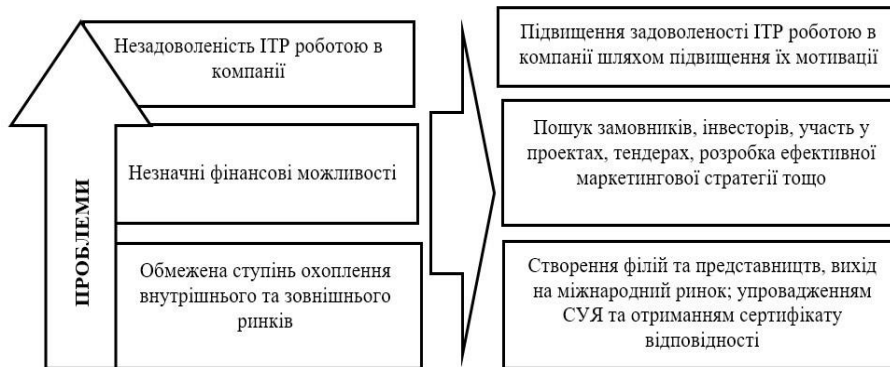 ПРОБЛЕМИ
Незадоволеність ІТР роботою в
компанії
Незначні фінансові можливості
Обмежена ступінь охоплення
внутрішнього та зовнішнього
ринків
Підвищення задоволеності ІТР роботою в
компанії шляхом підвищення їх мотивації
Пошук замовників, інвесторів, участь у
проектах, тендерах, розробка ефективної
маркетингової стратегії тощо
Створення філій та представництв, вихід
на міжнародний ринок; упровадженням
СУЯ та отриманням сертифікату
відповідності